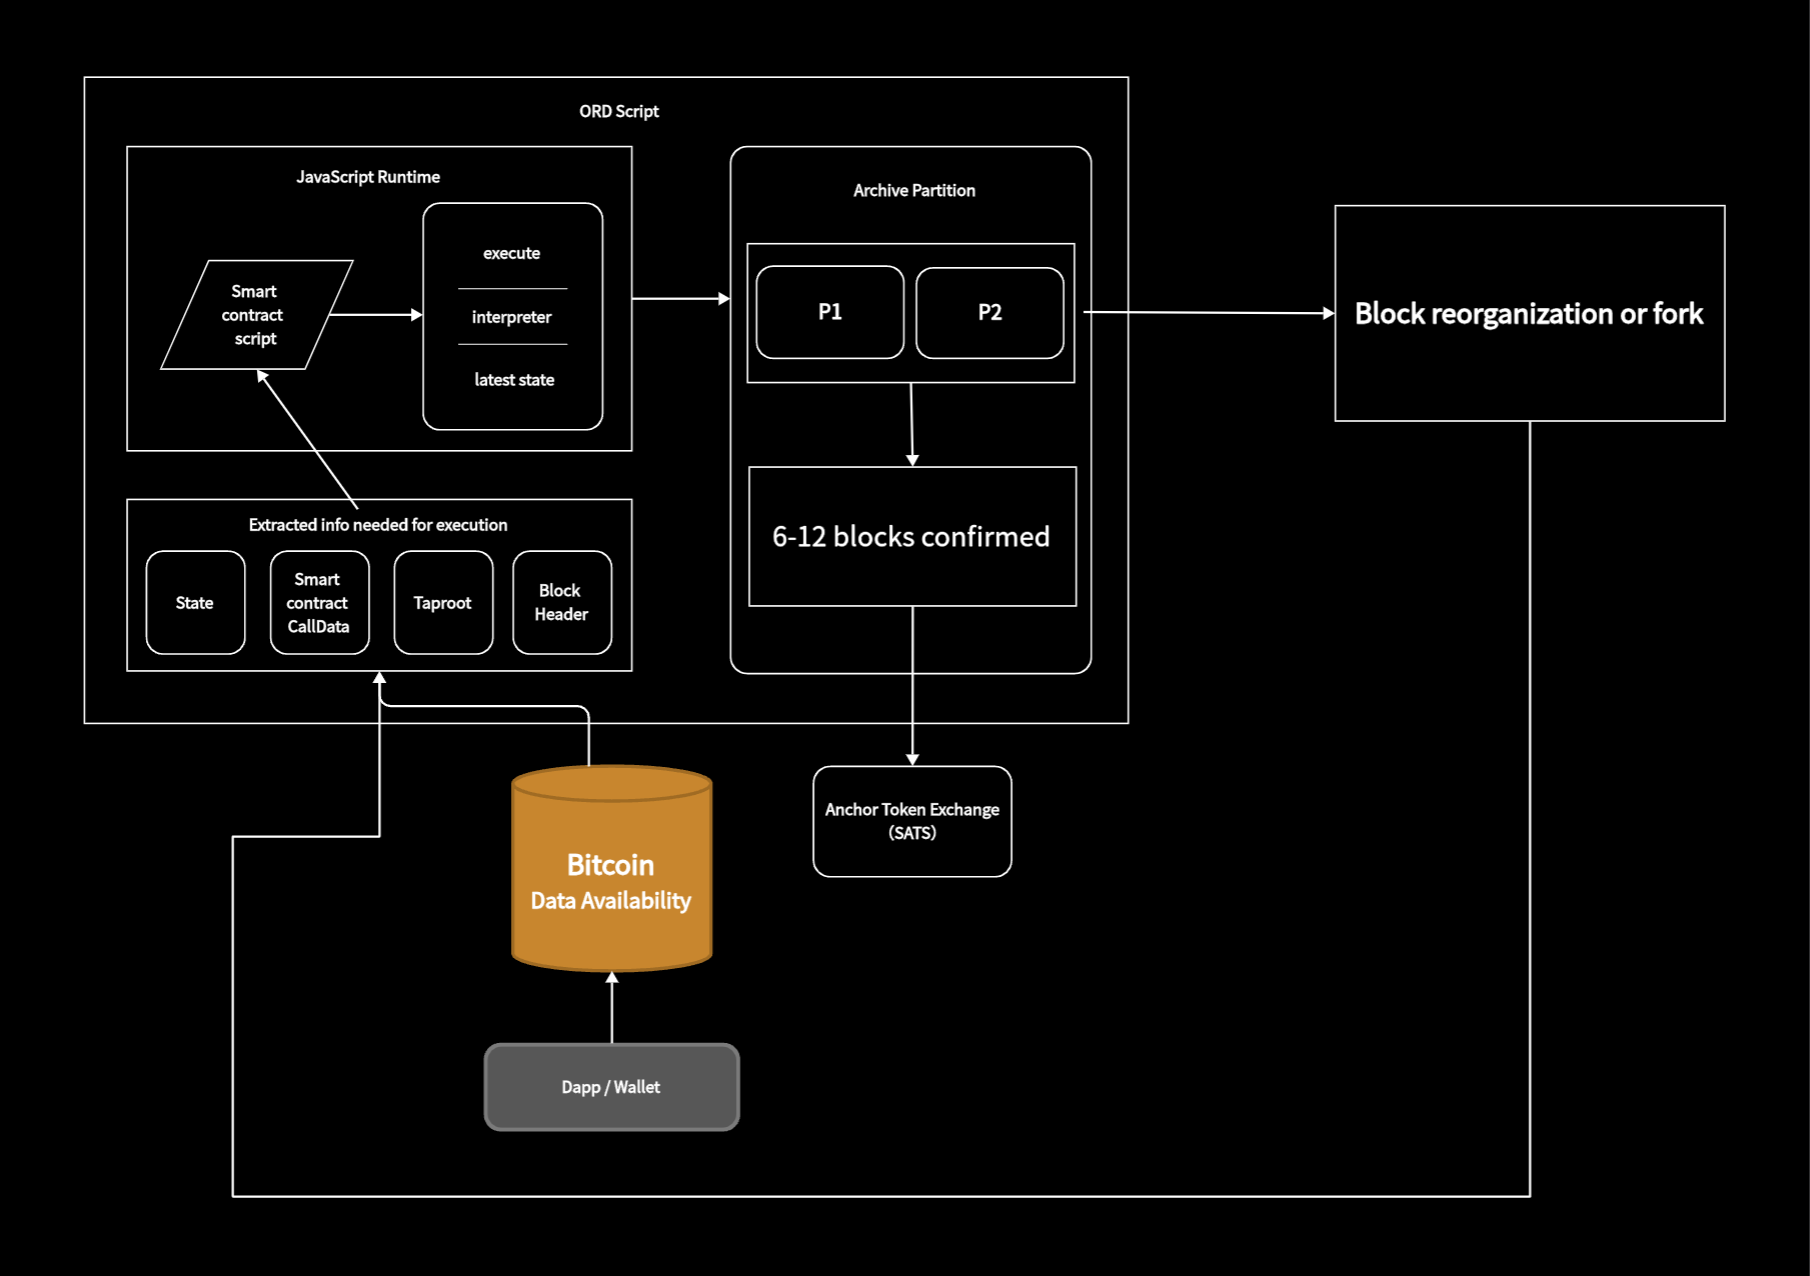 ORD Script
JavaScript Runtime
Smart
contract
script
execute
interpreter
latest state
Archive Partition
P1
P2
6-12 blocks confirmed
Block reorganization or fork
Extracted info needed for execution
State
Smart
contract
CallData
Taproot
Block
Header
Anchor Token Exchange
（SATS）
Bitcoin
Data Availability
Dapp / Wallet